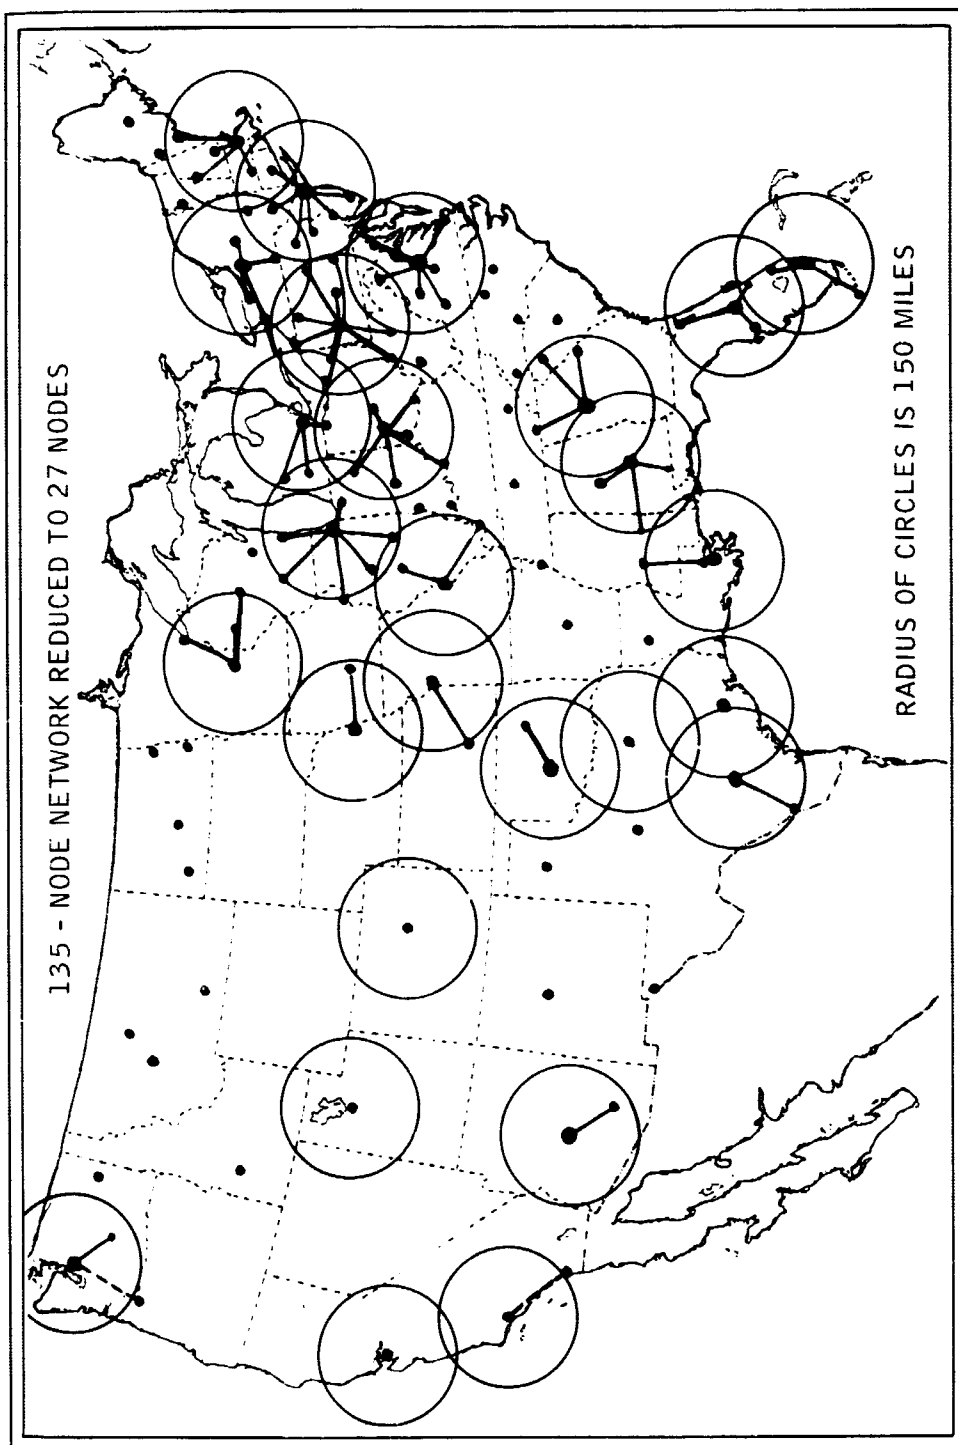 135 - NODE NETWORK REDUCED TO 27 NODES
RADIUS OF CIRCLES IS 150 MILES